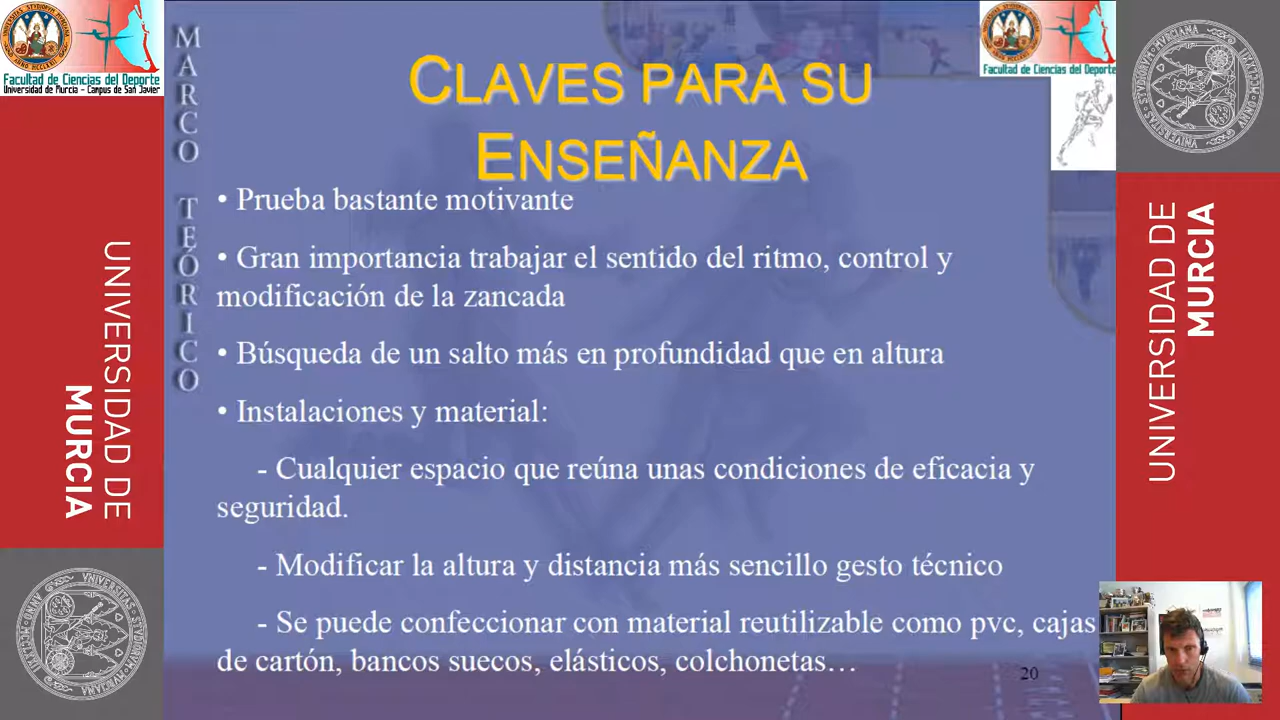 Facultad de Ciencias del Deporte
Universidad de Murcia - Campus de San Javier
Facultad de Ciencias del Deporte
MARCO TEÓRICO
CLAVES PARA SU
ENSEÑANZA
• Prueba bastante motivante
• Gran importancia trabajar el sentido del ritmo, control y
modificación de la zancada
• Búsqueda de un salto más en profundidad que en altura
• Instalaciones y material:
- Cualquier espacio que reúna unas condiciones de eficacia y
seguridad.
- Modificar la altura y distancia más sencillo gesto técnico
- Se puede confeccionar con material reutilizable como pvc, cajas
de cartón, bancos suecos, elásticos, colchonetas…
20
UNIVERSIDAD DE
MURCIA
UNIVERSIDAD DE
MURCIA